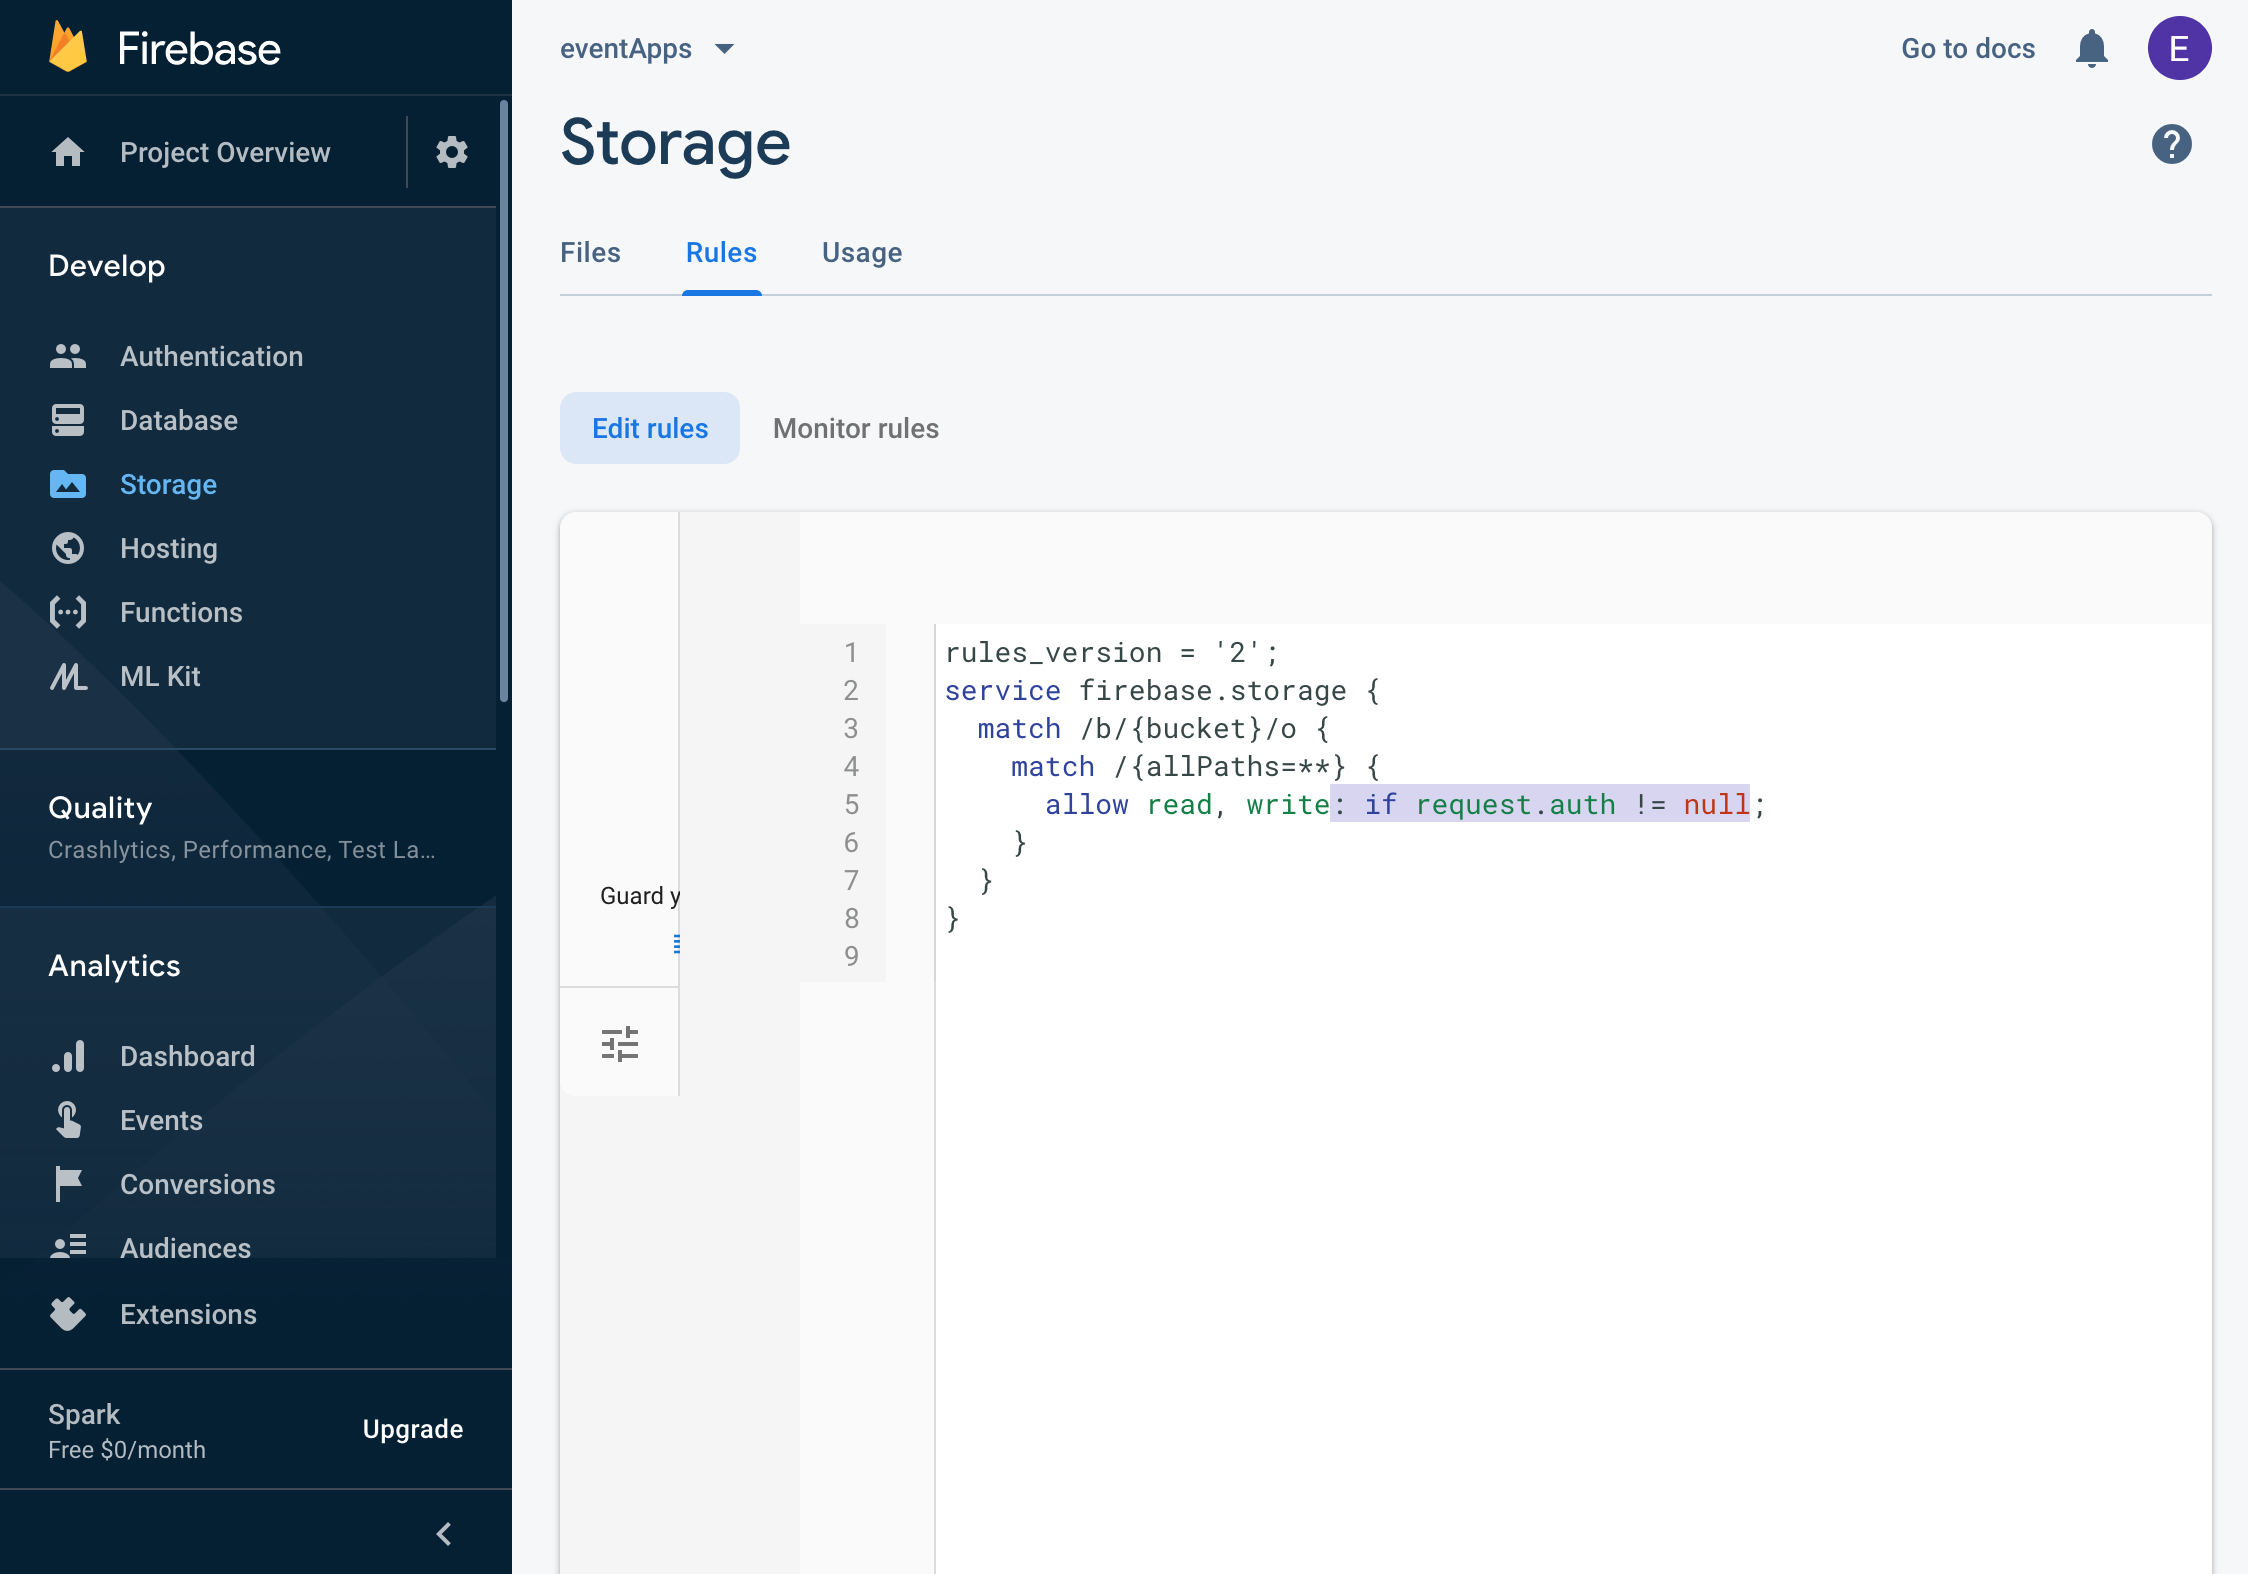 Firebase
Project Overview
Develop
Authentication
Database
Storage
Hosting
Functions
ML Kit
Quality
Crashlytics, Performance, Test La...
Analytics
Dashboard
Events
Conversions
Audiences
Extensions
Spark
Free $0/month
Upgrade
eventApps
Go to docs
E
Storage
?
Files Rules Usage
Edit rules Monitor rules
Guard y
1 rules_version = '2';
2 service firebase.storage {
3 match /b/{bucket}/o {
4 match /{allPaths=**} {
5 allow read, write: if request.auth != null;
6 }
7 }
8 }
9